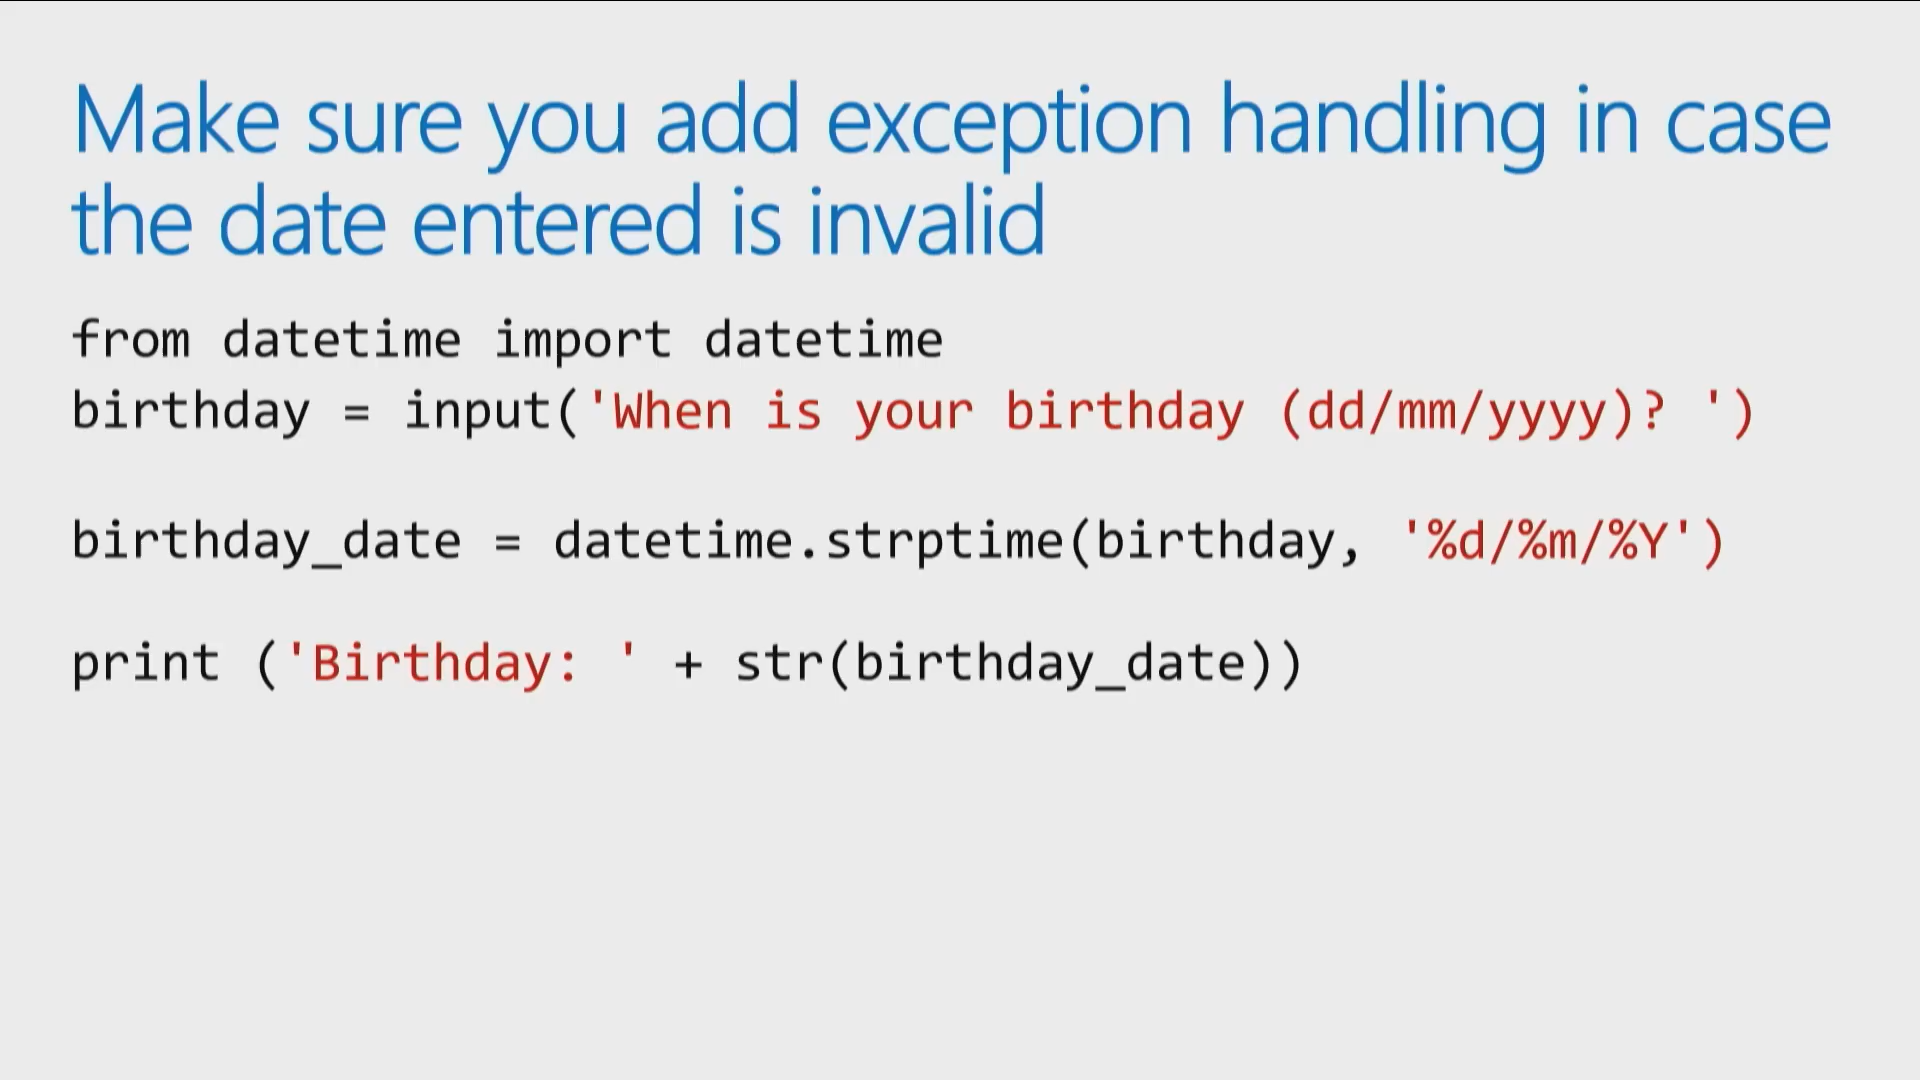 Make sure you add exception handling in case
the date entered is invalid
from datetime import datetime
birthday = input('When is your birthday (dd/mm/yyyy)? ')
birthday_date = datetime.strptime(birthday, '%d/%m/%Y')
print ('Birthday: ' + str(birthday_date))